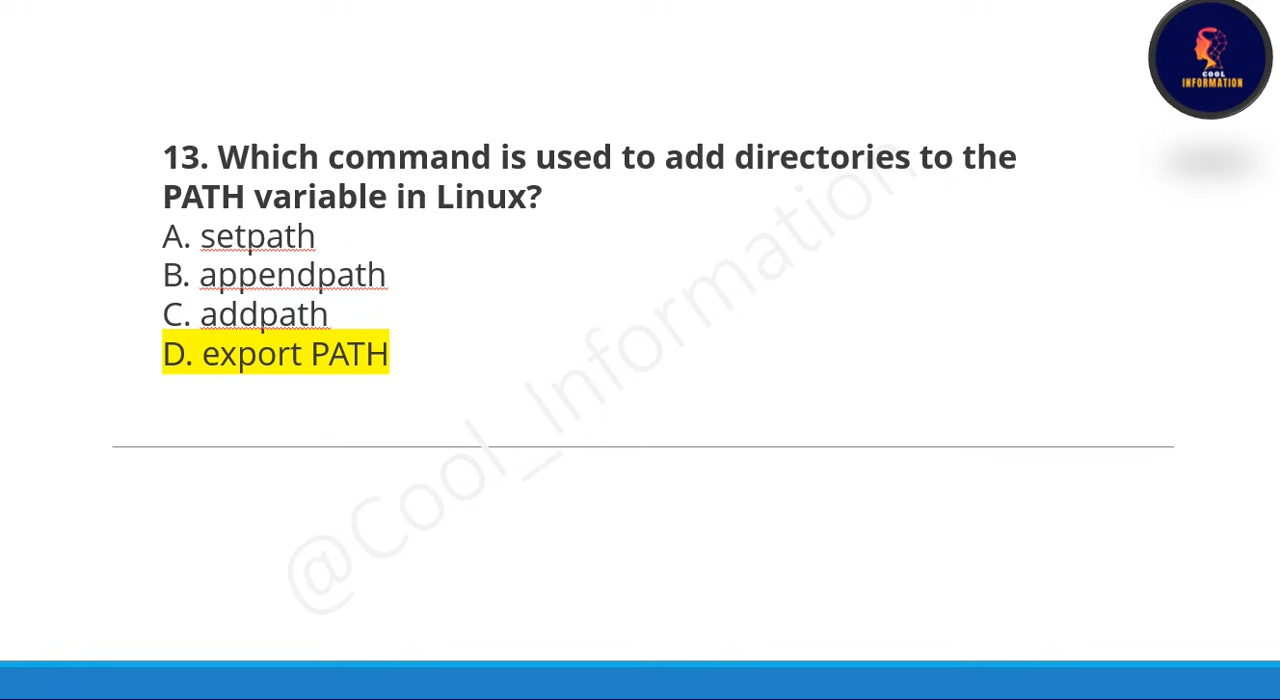 COOL
INFORMATION
13. Which command is used to add directories to the
PATH variable in Linux?
A. setpath
B. appendpath
C. addpath
D. export PATH
@Cool_Information